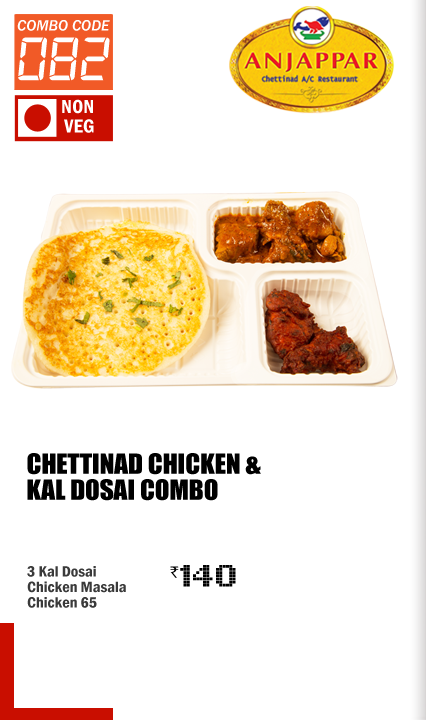 COMBO CODE
082
NON
VEG
ANJAPPAR
Chettinad A/C Restaurant
CHETTINAD CHICKEN &
KAL DOSAI COMBO
3 Kal Dosai
Chicken Masala
Chicken 65
₹140